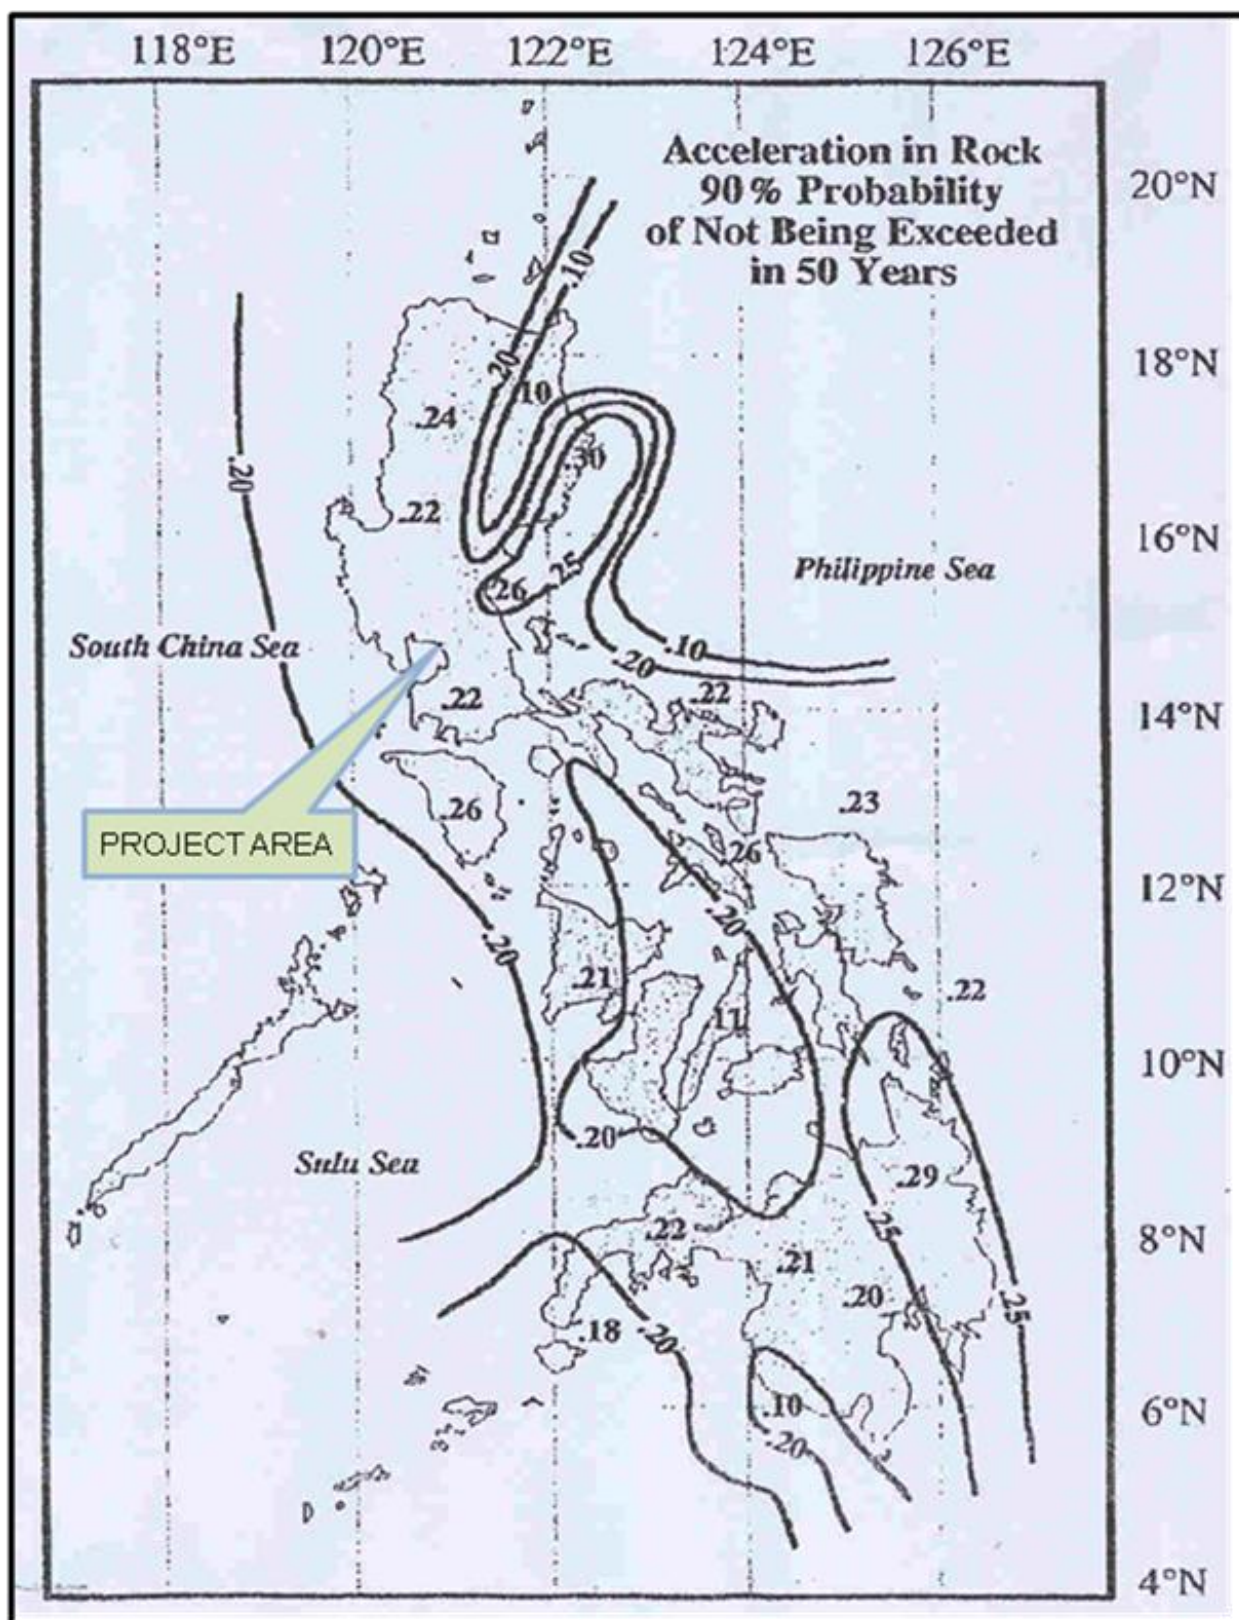 118°E 120°E 122°E 124°E 126°E
Acceleration in Rock
90% Probability
of Not Being Exceeded
in 50 Years
20°N
.10
18°N
.20
.10
.24
.30
.20
.22
16°N
.25
Philippine Sea
.26
South China Sea
.10
.20
.22
.22
14°N
.26
.23
PROJECT AREA
.26
12°N
.20
.20
.21
.22
.11
10°N
.20
Sulu Sea
.29
.25
.22
8°N
.21
.20
.25
.18
.20
.10
6°N
.20
4°N